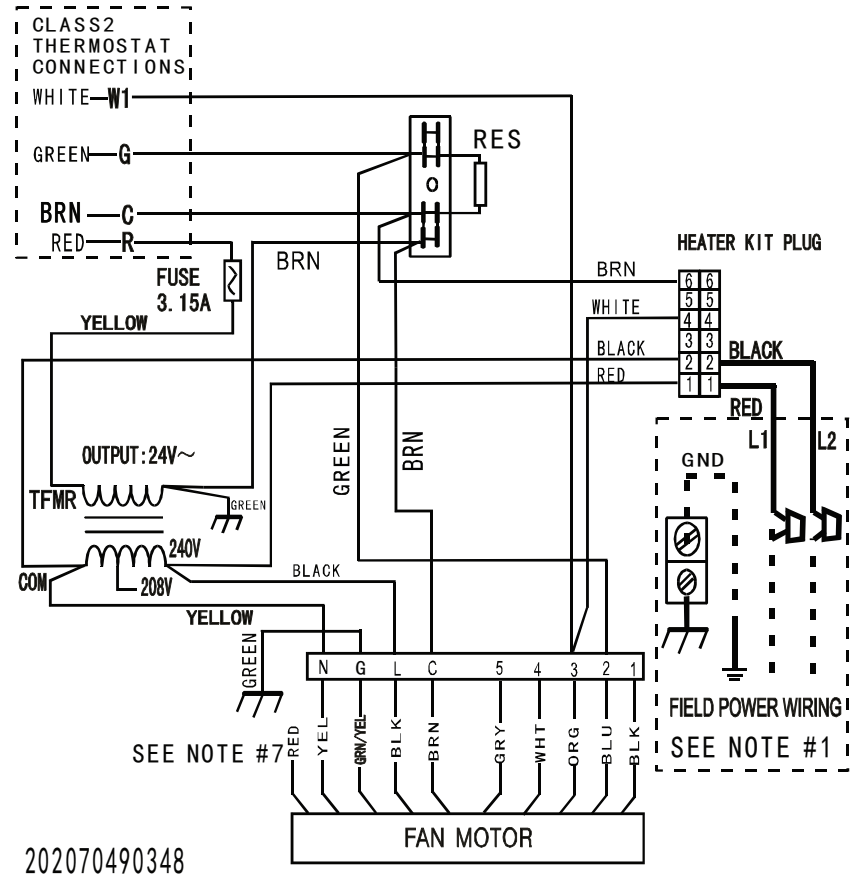 CLASS2
THERMOSTAT
CONNECTIONS
WHITE W1
GREEN G
BRN C
RED R
RES
FUSE
3.15A
BRN
YELLOW
HEATER KIT PLUG
BRN
WHITE
BLACK
RED
6 6
5 5
4 4
3 3
2 2
1 1
BLACK
RED
L1
L2
GND
OUTPUT:24V~
TFMR
GREEN
GREEN
BRN
240V
COM
208V
BLACK
YELLOW
GREEN
N G L C 5 4 3 2 1
FIELD POWER WIRING
SEE NOTE #1
SEE NOTE #7
RED
YEL
GRN/YEL
BLK
BRN
GRY
WHT
ORG
BLU
BLK
FAN MOTOR
202070490348